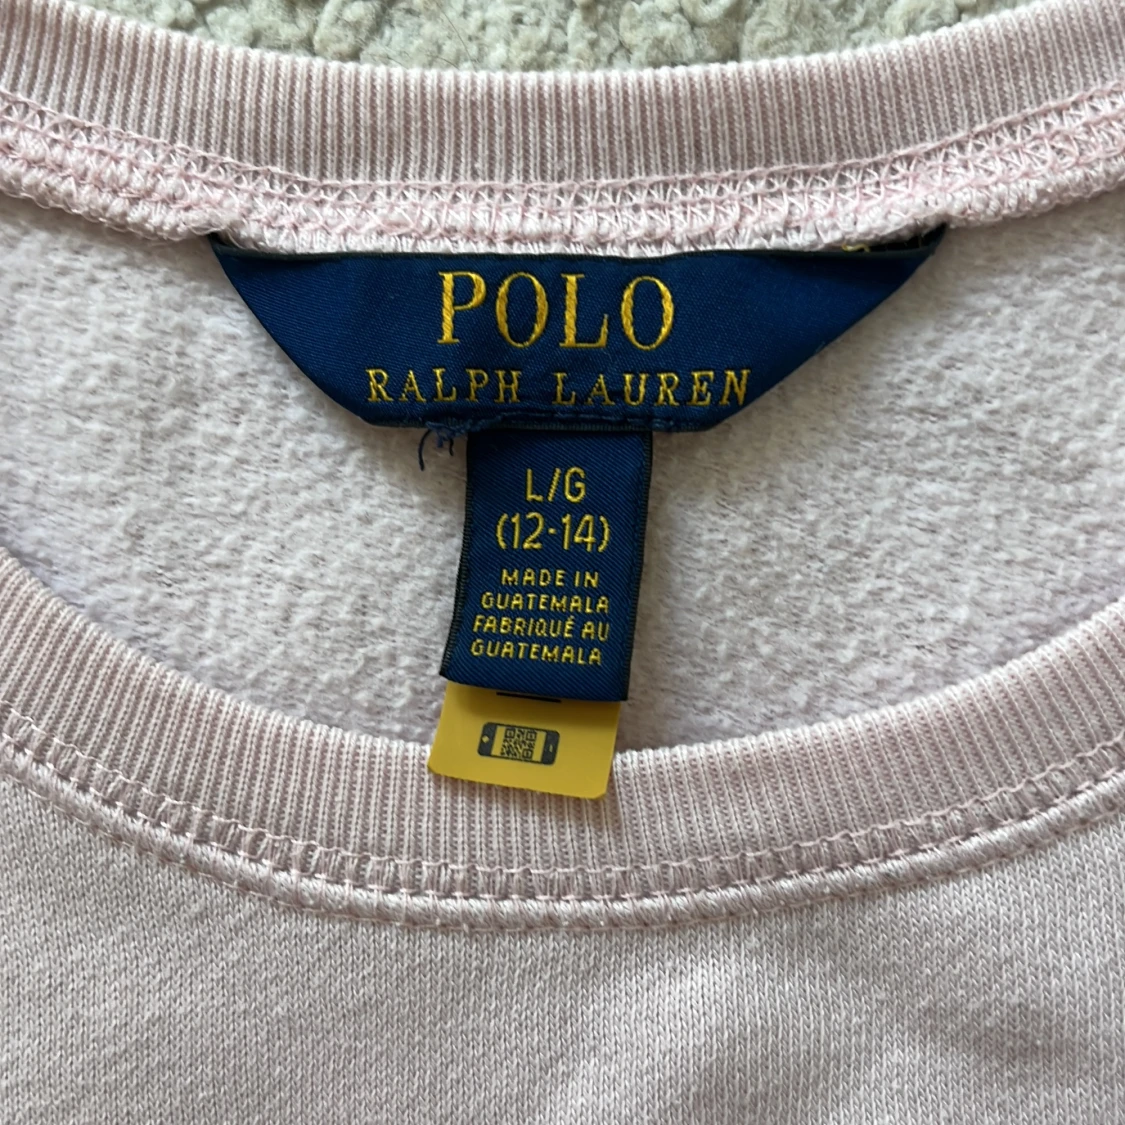 POLO
RALPH LAUREN
L/G
(12-14)
MADE IN
GUATEMALA
FABRIQUÉ AU
GUATEMALA